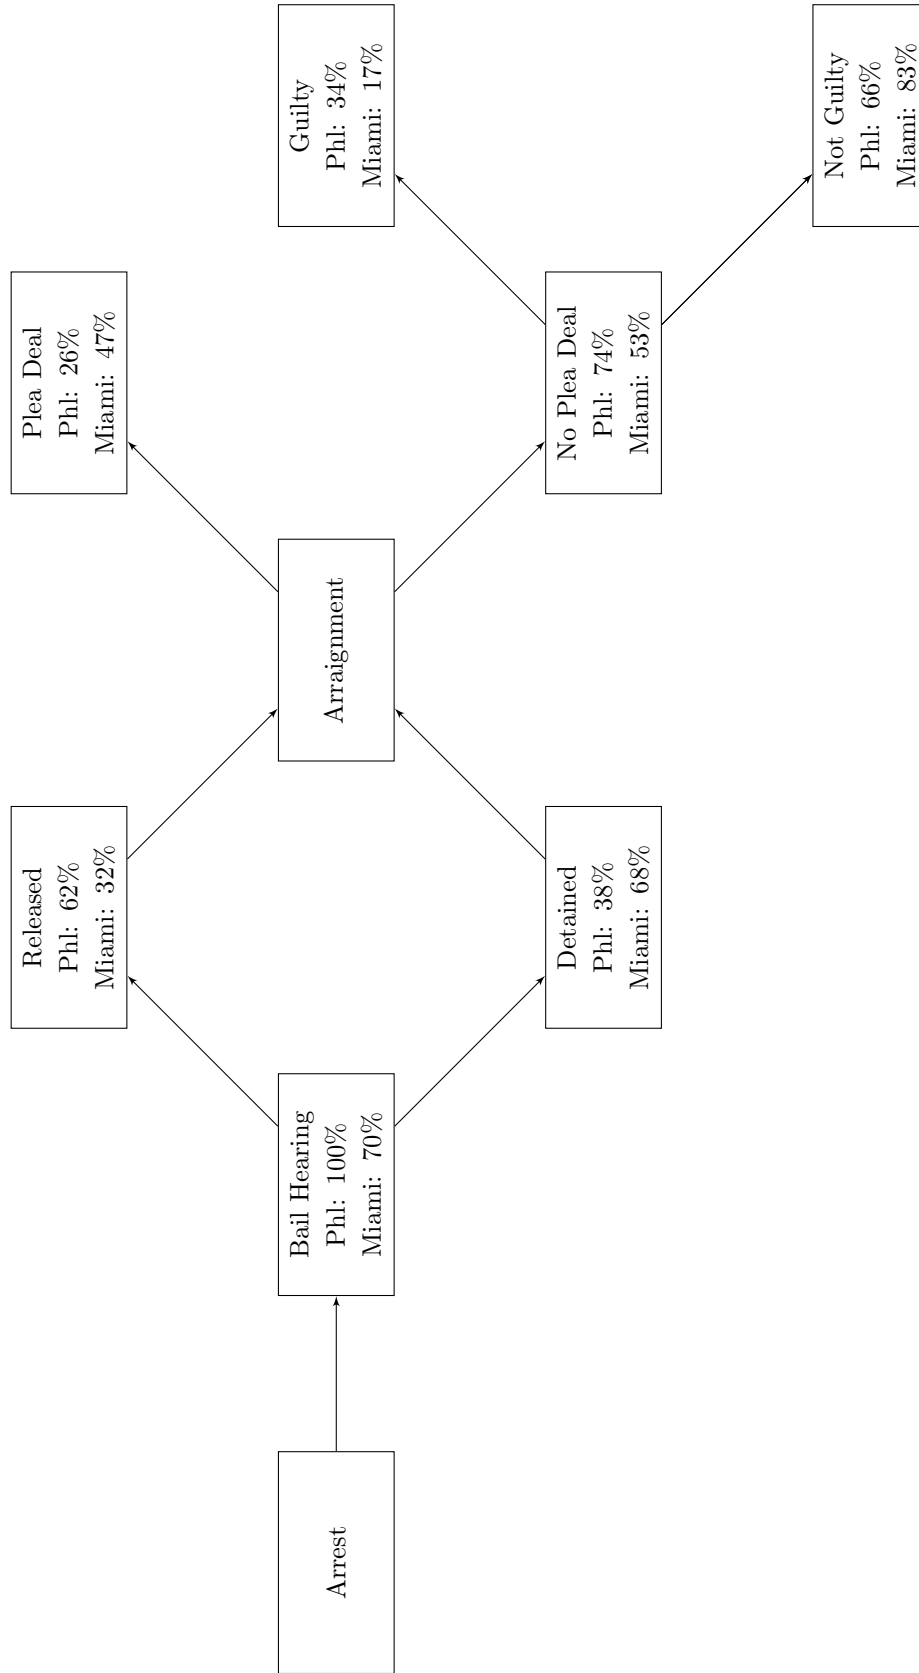 Arrest
Bail Hearing
Phl: 100%
Miami: 70%
Released
Phl: 62%
Miami: 32%
Detained
Phl: 38%
Miami: 68%
Arraignment
Plea Deal
Phl: 26%
Miami: 47%
No Plea Deal
Phl: 74%
Miami: 53%
Guilty
Phl: 34%
Miami: 17%
Not Guilty
Phl: 66%
Miami: 83%